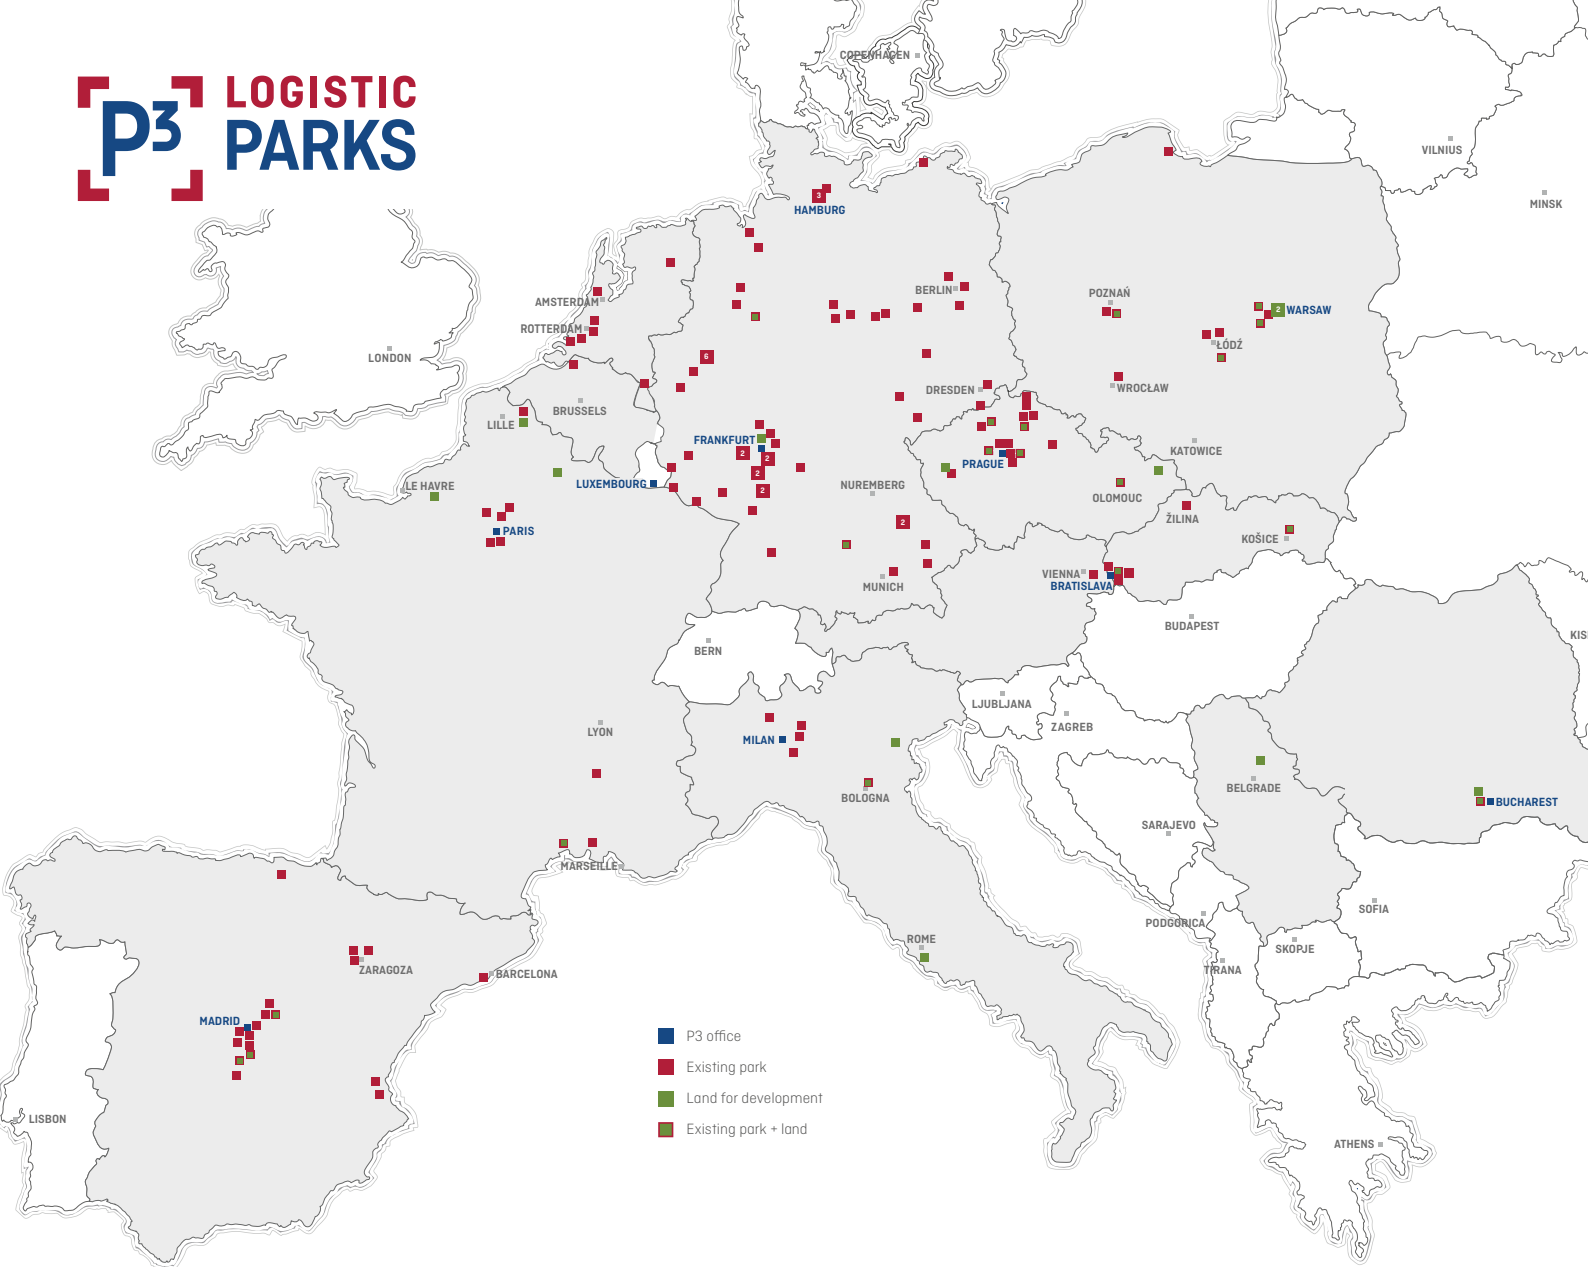 LOGISTIC
P3 PARKS
COPENHAGEN
VILNIUS
MINSK
HAMBURG
3
BERLIN
AMSTERDAM
ROTTERDAM
POZNAŃ
2 WARSAW
ŁÓDŹ
LONDON
6
DRESDEN
WROCŁAW
BRUSSELS
LILLE
FRANKFURT
2
2
2
2
KATOWICE
PRAGUE
LE HAVRE
LUXEMBOURG
NUREMBERG
OLOMOUC
ŽILINA
2
PARIS
KOŠICE
VIENNA
MUNICH
BRATISLAVA
BUDAPEST
KIS
BERN
LJUBLJANA
ZAGREB
LYON
MILAN
BELGRADE
BOLOGNA
BUCHAREST
SARAJEVO
MARSEILLE
SOFIA
PODGORICA
ROME
SKOPJE
ZARAGOZA
BARCELONA
TIRANA
MADRID
P3 office
Existing park
Land for development
Existing park + land
LISBON
ATHENS